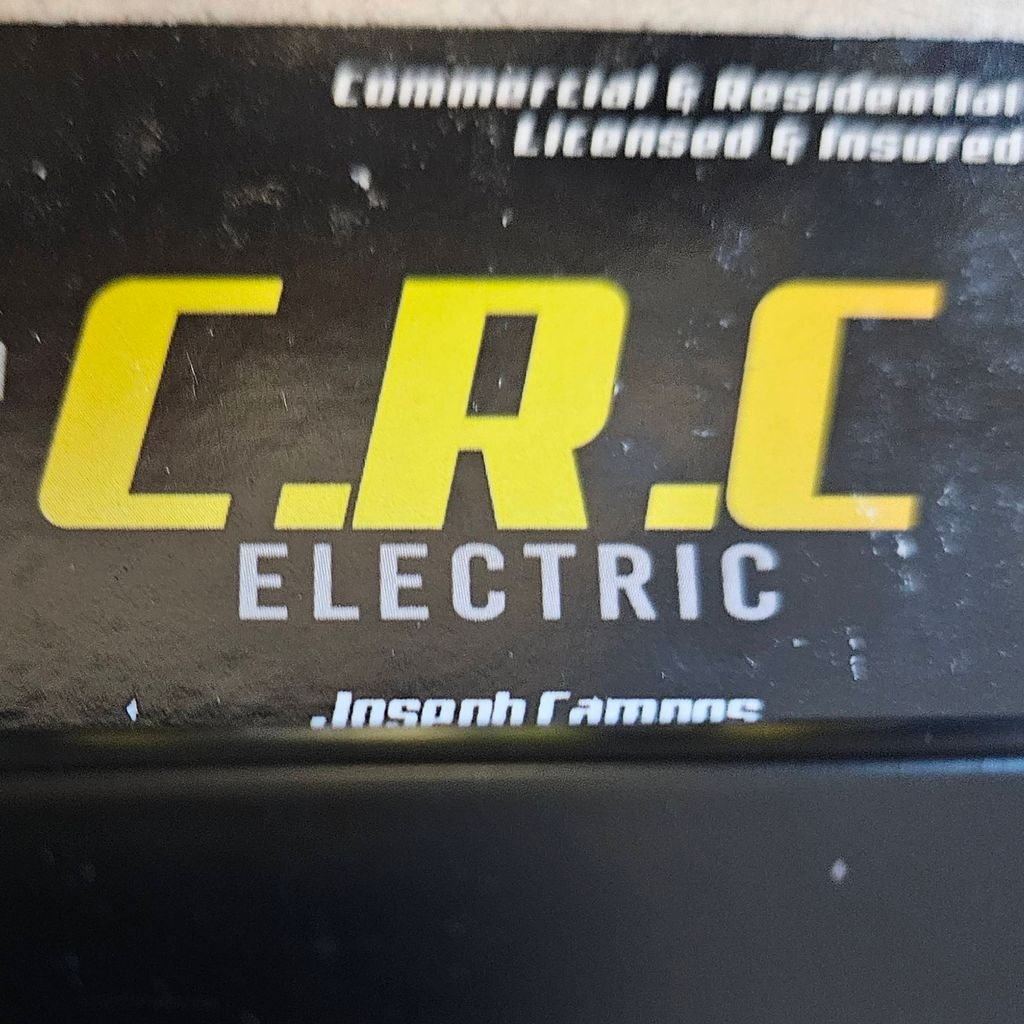 Commercial & Residential
Licensed & Insured
C.R.C
ELECTRIC
Joseph Campos